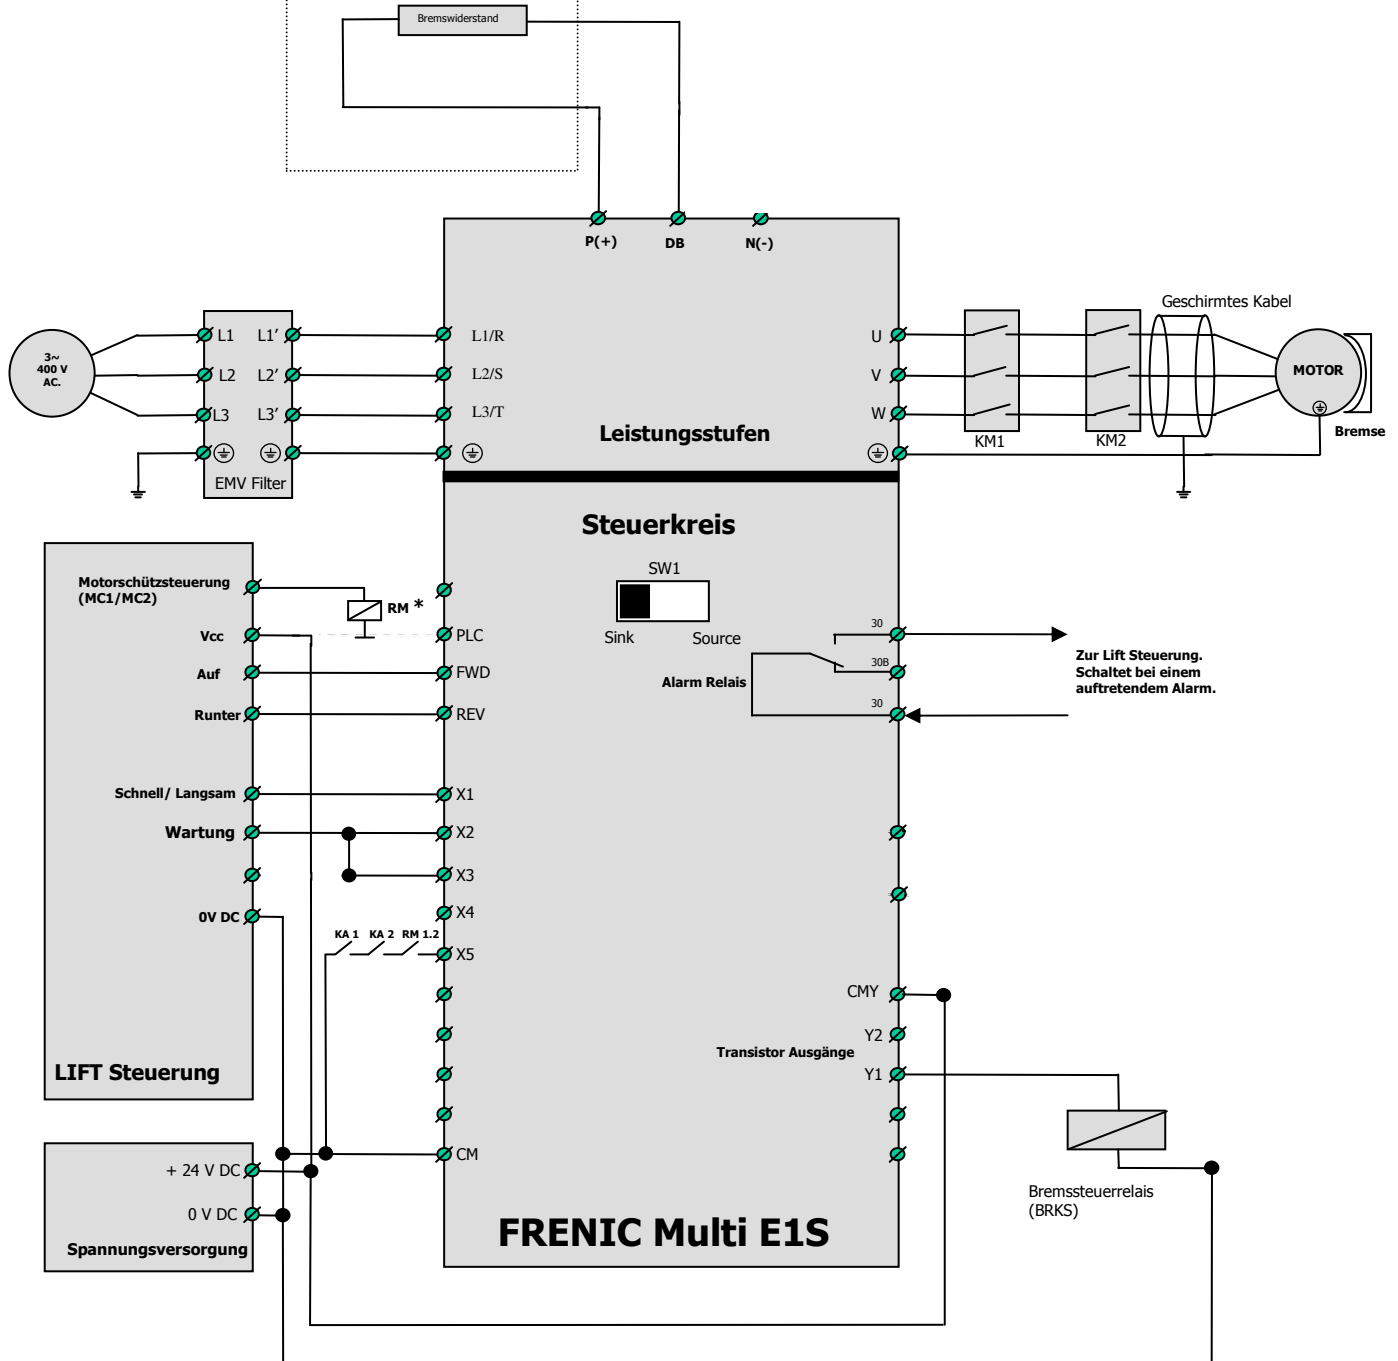 Bremswiderstand
P(+) DB N(-)
Geschirmtes Kabel
3~
400 V
AC.
L1 L1’
L2 L2’
L3 L3’
EMV Filter
L1/R
L2/S
L3/T
Leistungsstufen
U
V
W
KM1
KM2
MOTOR
Bremse
Steuerkreis
SW1
Sink Source
Motorschützsteuerung
(MC1/MC2)
RM *
Vcc
PLC
Auf
FWD
Runter
REV
Schnell/ Langsam
X1
Wartung
X2
X3
X4
0V DC
KA 1 KA 2 RM 1.2
X5
LIFT Steuerung
30
30B
30
Alarm Relais
Zur Lift Steuerung.
Schaltet bei einem
auftretendem Alarm.
CMY
Y2
Transistor Ausgänge
Y1
CM
+ 24 V DC
0 V DC
Spannungsversorgung
Bremssteuerrelais
(BRKS)
FRENIC Multi E1S